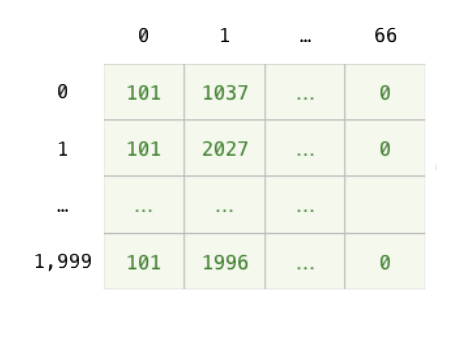 0 1 … 66
0 101 1037 ... 0
1 101 2027 ... 0
… ... ... ...
1,999 101 1996 ... 0